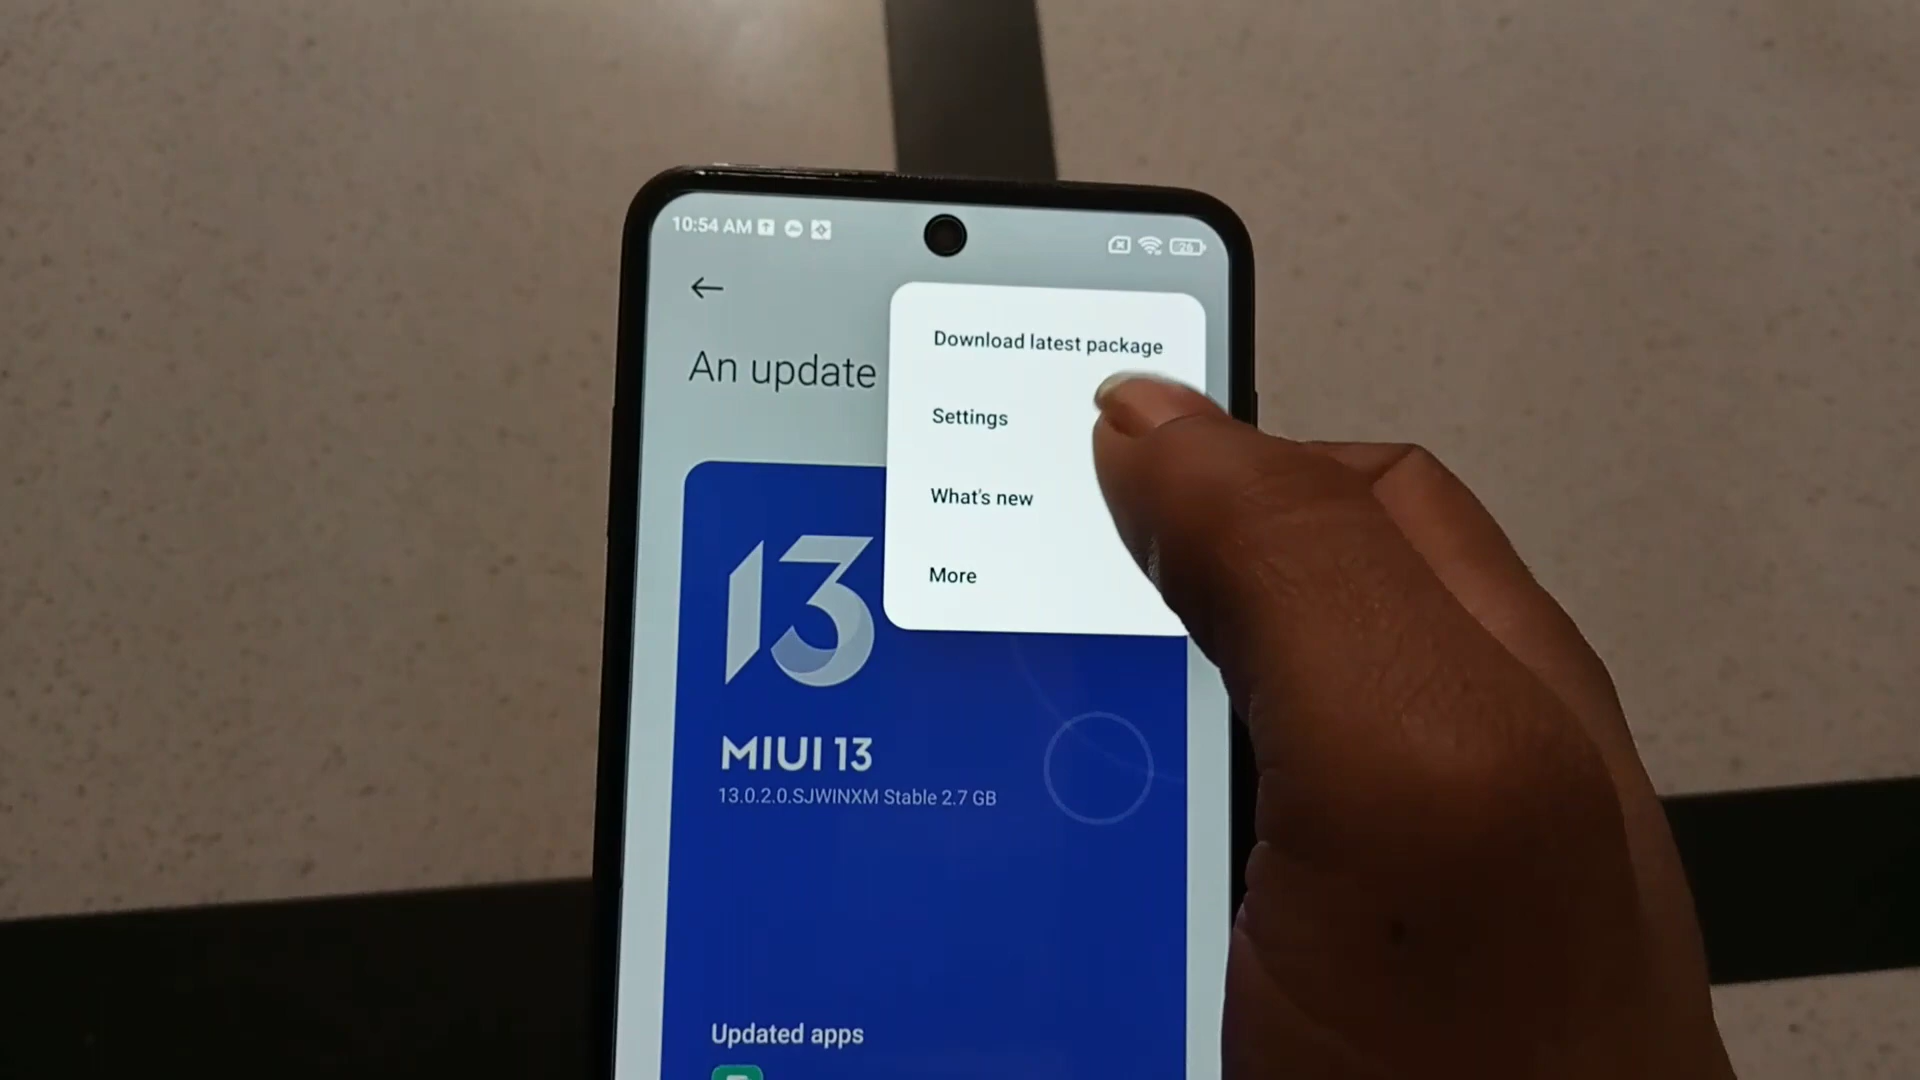 10:54 AM
26
Download latest package
An update
Settings
What's new
More
13
MIUI 13
13.0.2.0.SJWINXM Stable 2.7 GB
Updated apps